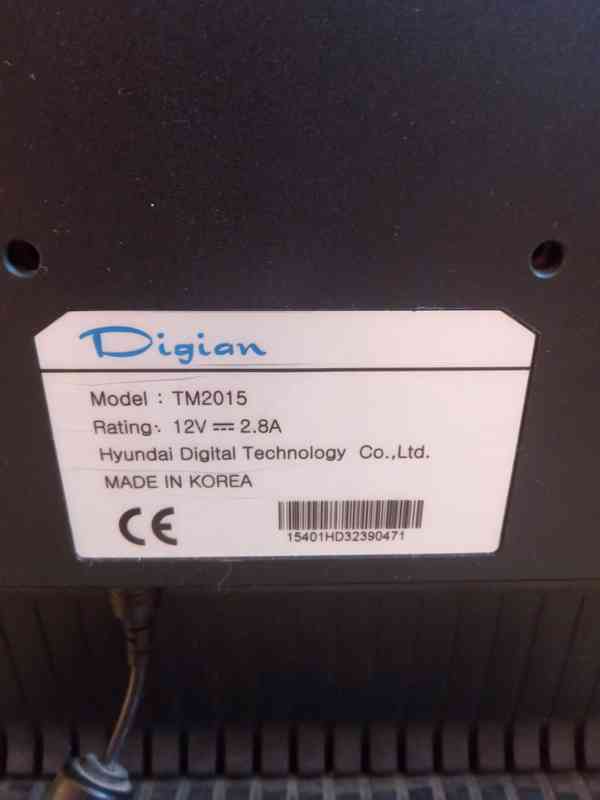 Digian
Model : TM2015
Rating: 12V ⎓ 2.8A
Hyundai Digital Technology Co.,Ltd.
MADE IN KOREA
CE
15401HD32390471